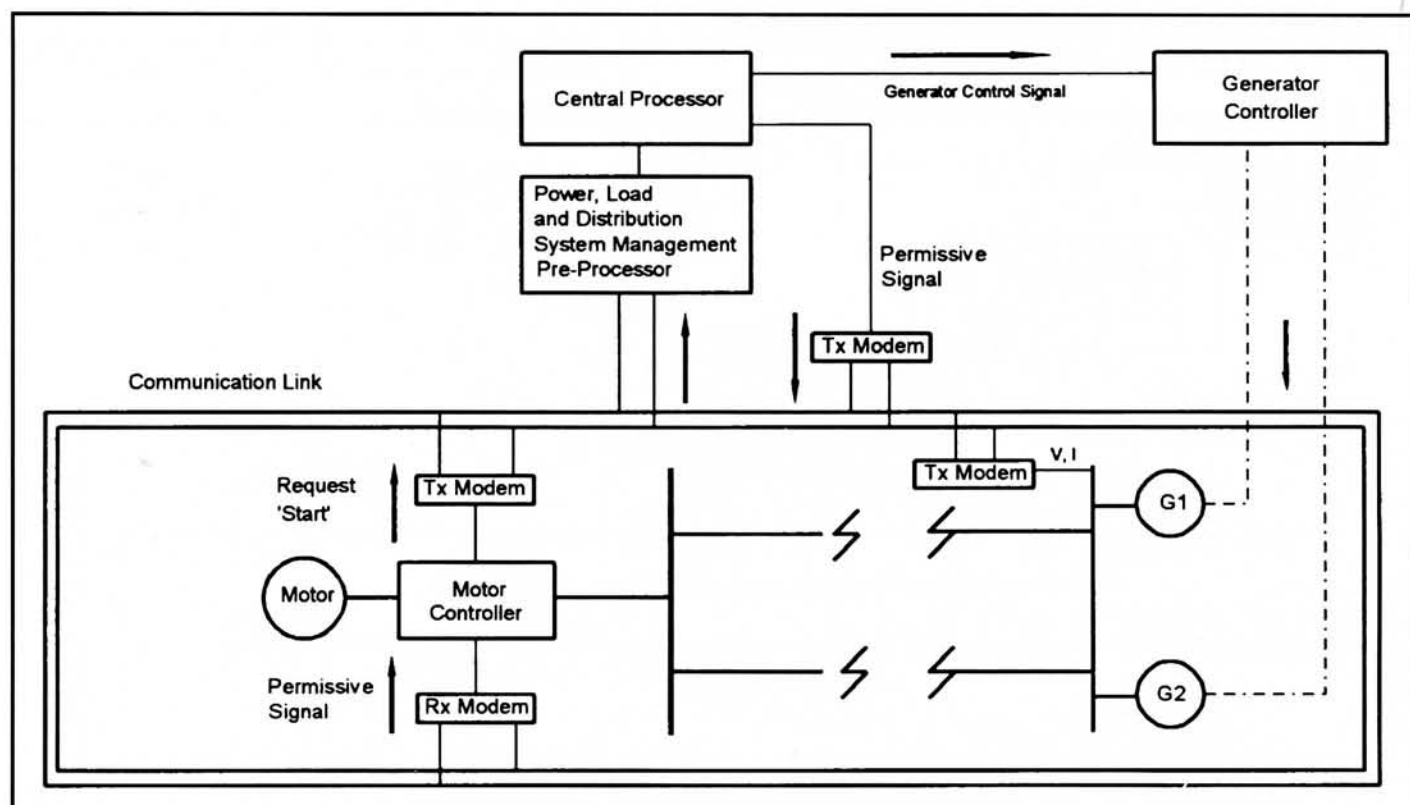 Central Processor
Generator Control Signal
Generator
Controller
Power, Load
and Distribution
System Management
Pre-Processor
Permissive
Signal
Tx Modem
Communication Link
Request
'Start'
Tx Modem
Tx Modem
V, I
G1
Motor
Motor
Controller
Permissive
Signal
Rx Modem
G2